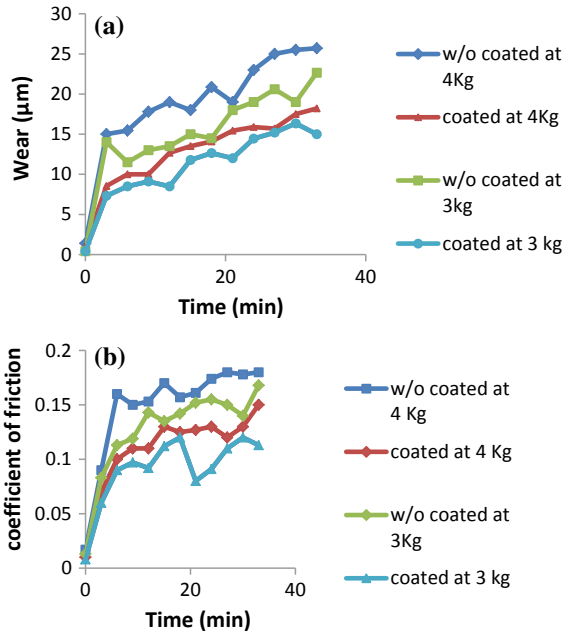 (a)
30
25
20
15
10
5
0
Wear (µm)
0
20
40
Time (min)
w/o coated at
4Kg
coated at 4Kg
w/o coated at
3kg
coated at 3 kg
(b)
0.2
0.15
0.1
0.05
0
coefficient of friction
0
20
40
Time (min)
w/o coated at
4 Kg
coated at 4 Kg
w/o coated at
3Kg
coated at 3 kg